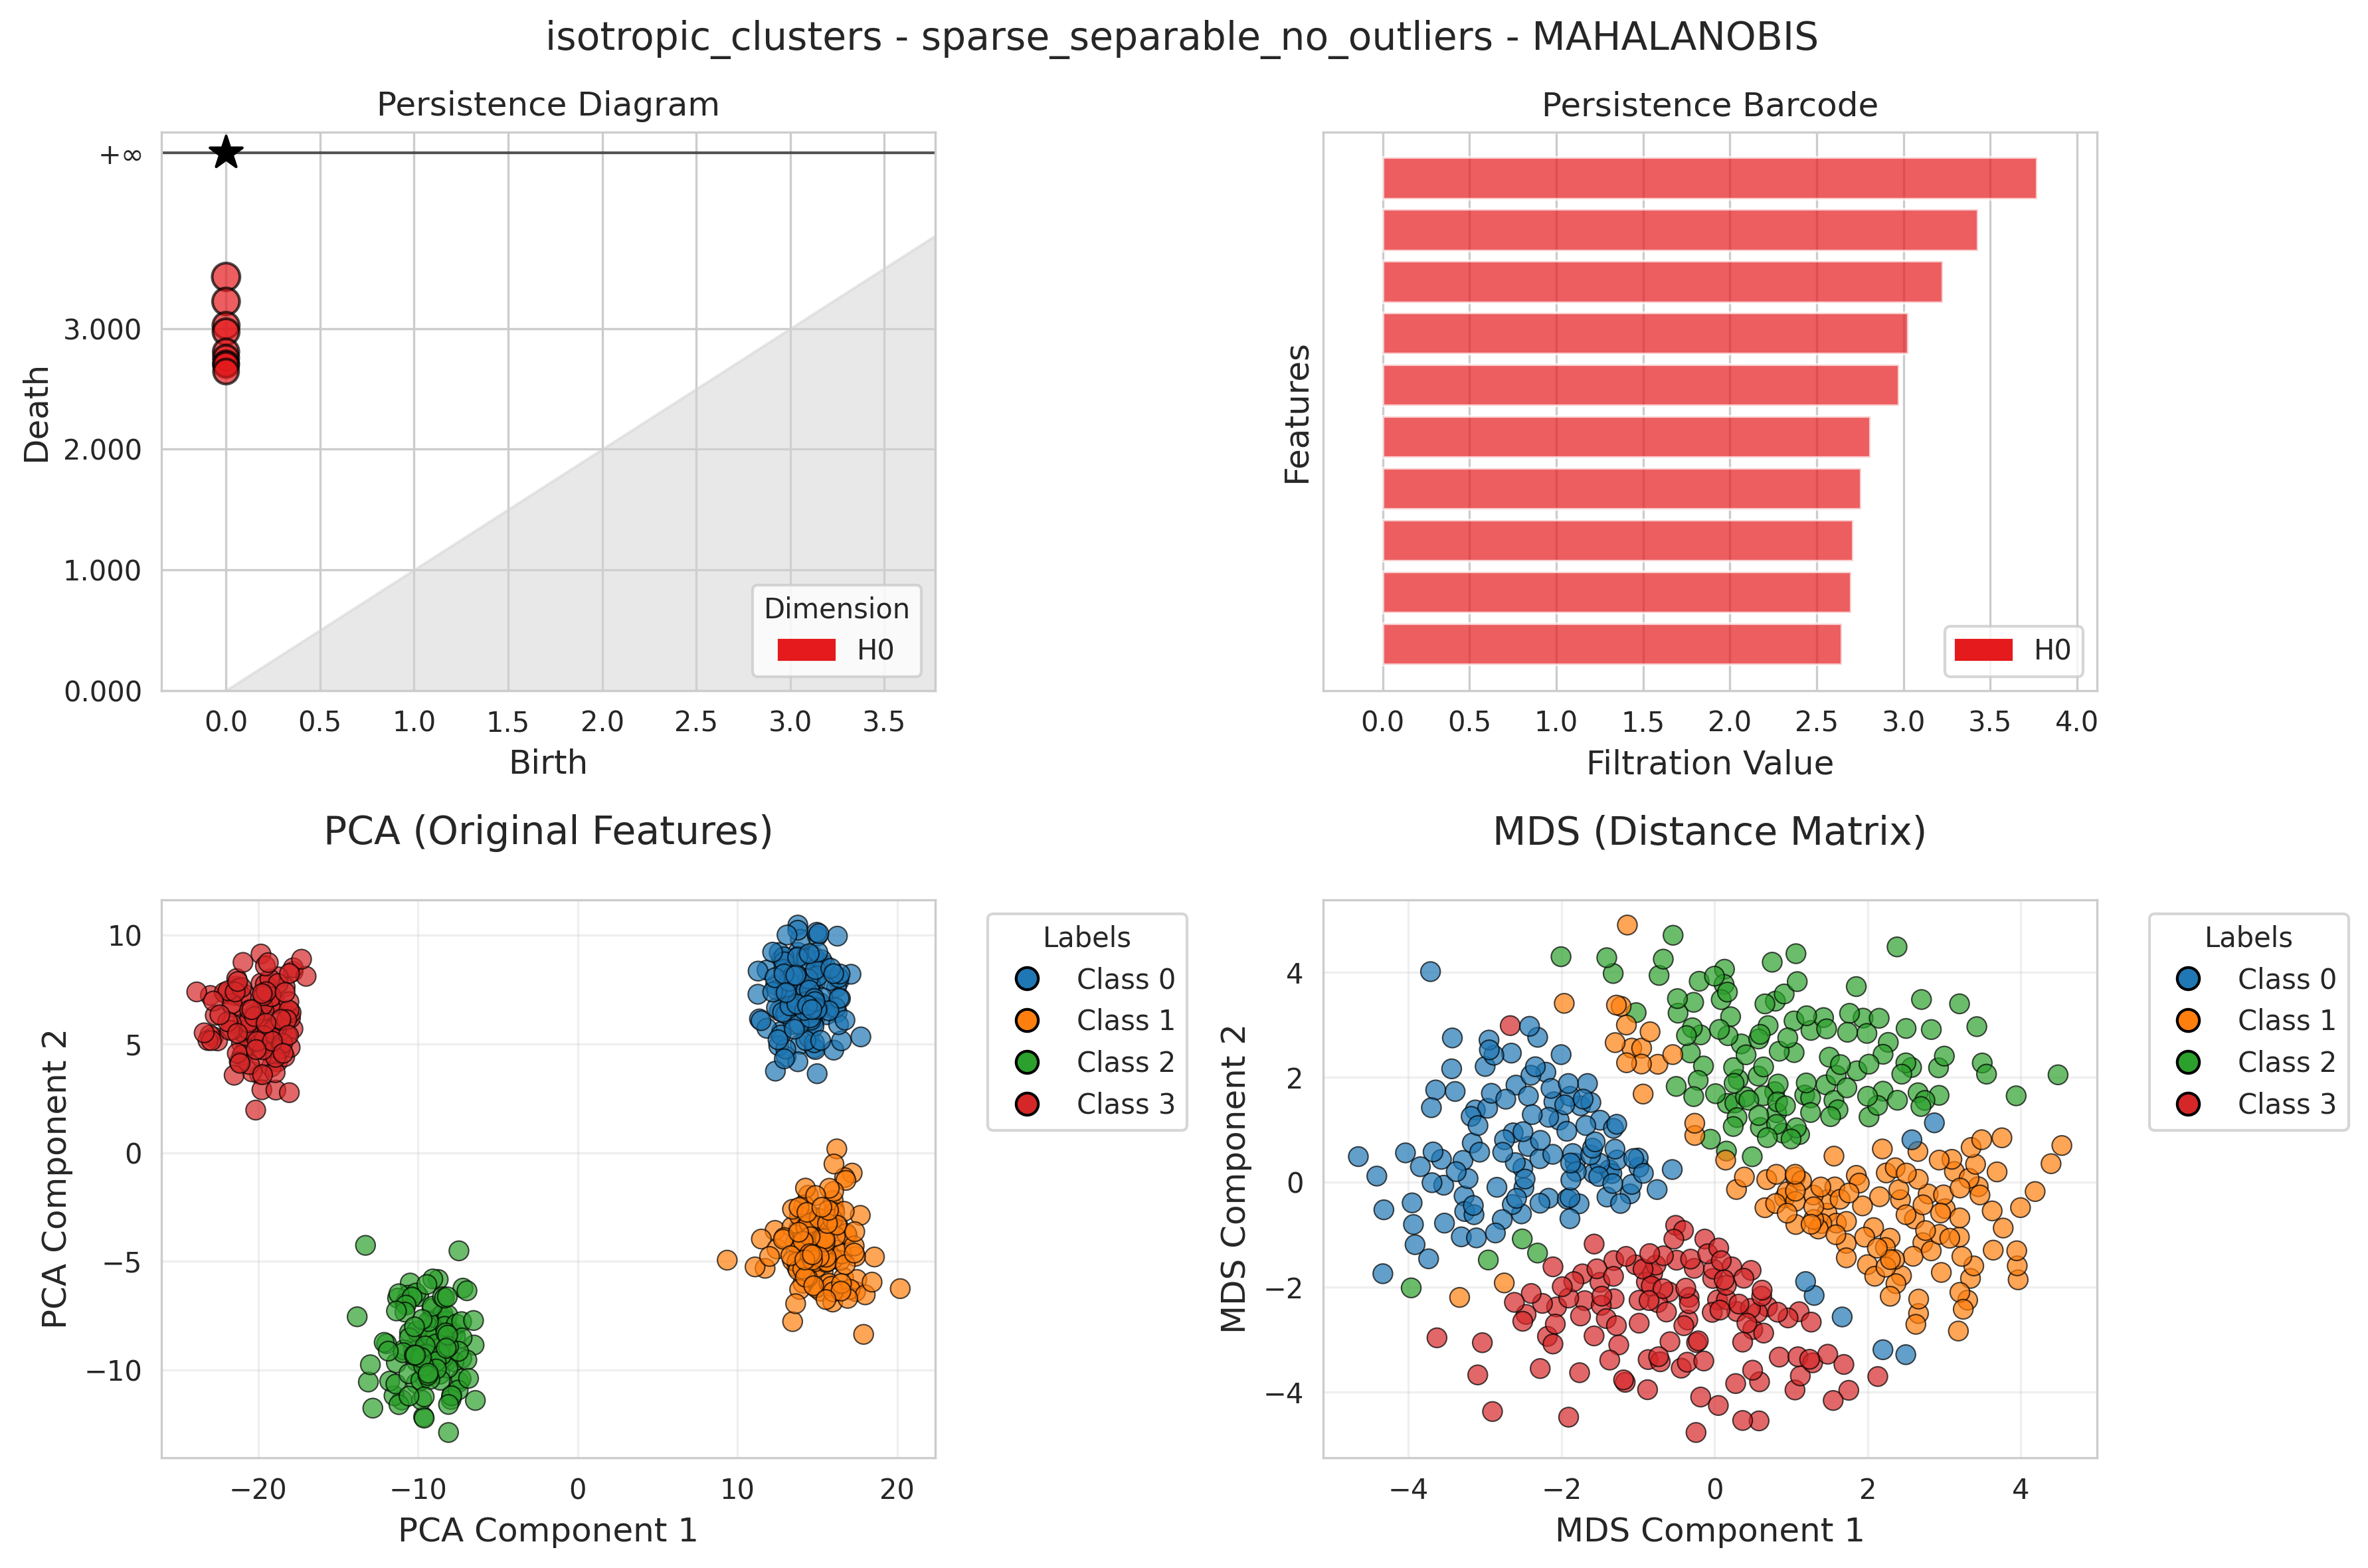 isotropic_clusters - sparse_separable_no_outliers - MAHALANOBIS
Persistence Diagram
+∞
3.000
2.000
1.000
0.000
Death
0.0 0.5 1.0 1.5 2.0 2.5 3.0 3.5
Birth
Dimension
H0
Persistence Barcode
Features
0.0 0.5 1.0 1.5 2.0 2.5 3.0 3.5 4.0
Filtration Value
H0
PCA (Original Features)
10
5
0
−5
−10
PCA Component 2
−20 −10 0 10 20
PCA Component 1
Labels
Class 0
Class 1
Class 2
Class 3
MDS (Distance Matrix)
4
2
0
−2
−4
MDS Component 2
−4 −2 0 2 4
MDS Component 1
Labels
Class 0
Class 1
Class 2
Class 3